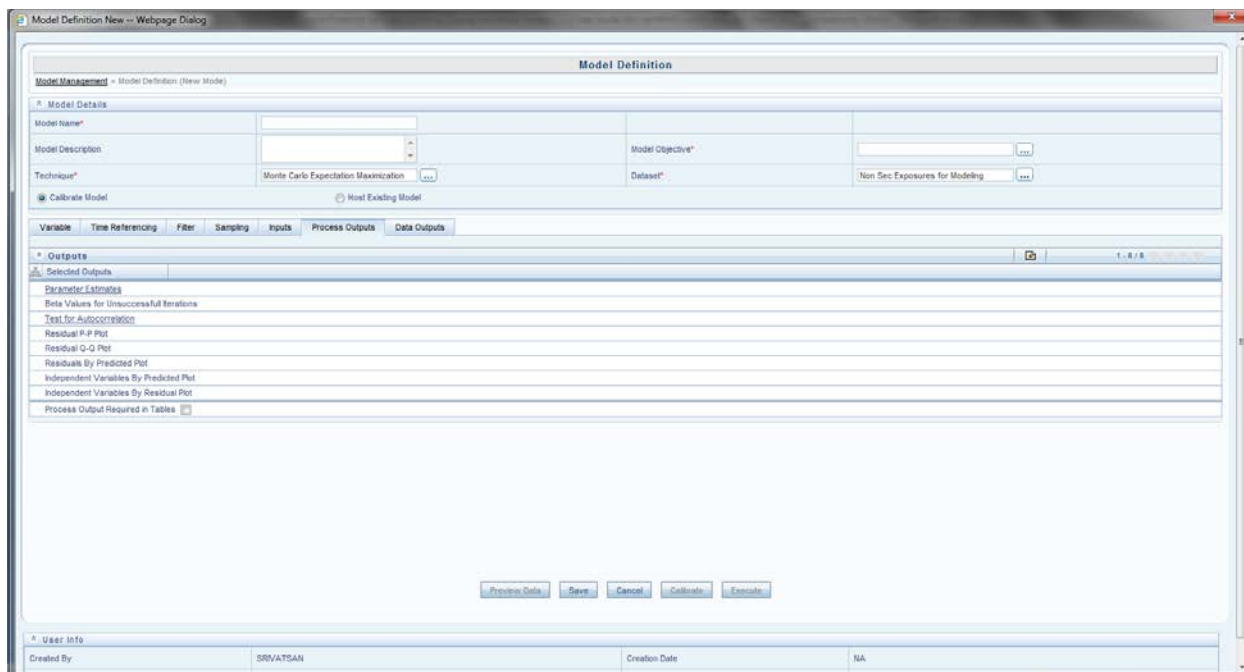 Model Definition New -- Webpage Dialog
Model Definition
Model Management » Model Definition (New Mode)
Model Details
Model Name*
Model Description
Model Objective*
Technique*
Monte Carlo Expectation Maximization
...
Dataset*
Non Sec Exposures for Modeling
...
Calibrate Model
Host Existing Model
Variable Time Referencing Filter Sampling Inputs Process Outputs Data Outputs
Outputs
1 - 8 / 8
Selected Outputs
Parameter Estimates
Beta Values for Unsuccessfull Iterations
Test for Autocorrelation
Residual P-P Plot
Residual Q-Q Plot
Residuals By Predicted Plot
Independent Variables By Predicted Plot
Independent Variables By Residual Plot
Process Output Required in Tables
Preview Data Save Cancel Calibrate Execute
User Info
Created By SRIVATSAN Creation Date NA